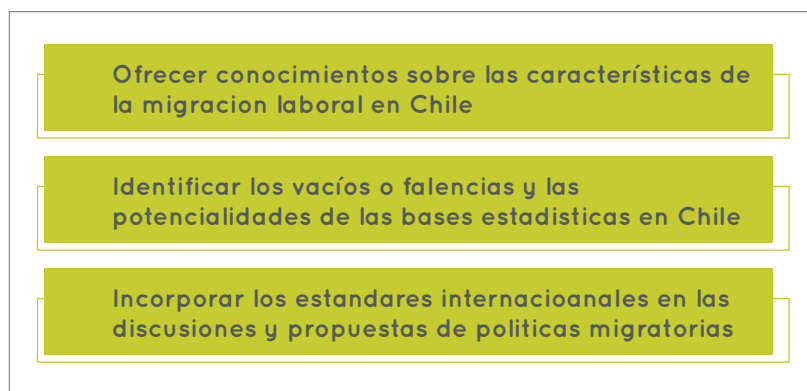 Ofrecer conocimientos sobre las características de
la migracion laboral en Chile
Identificar los vacíos o falencias y las
potencialidades de las bases estadisticas en Chile
Incorporar los estandares internacioanales en las
discusiones y propuestas de politicas migratorias